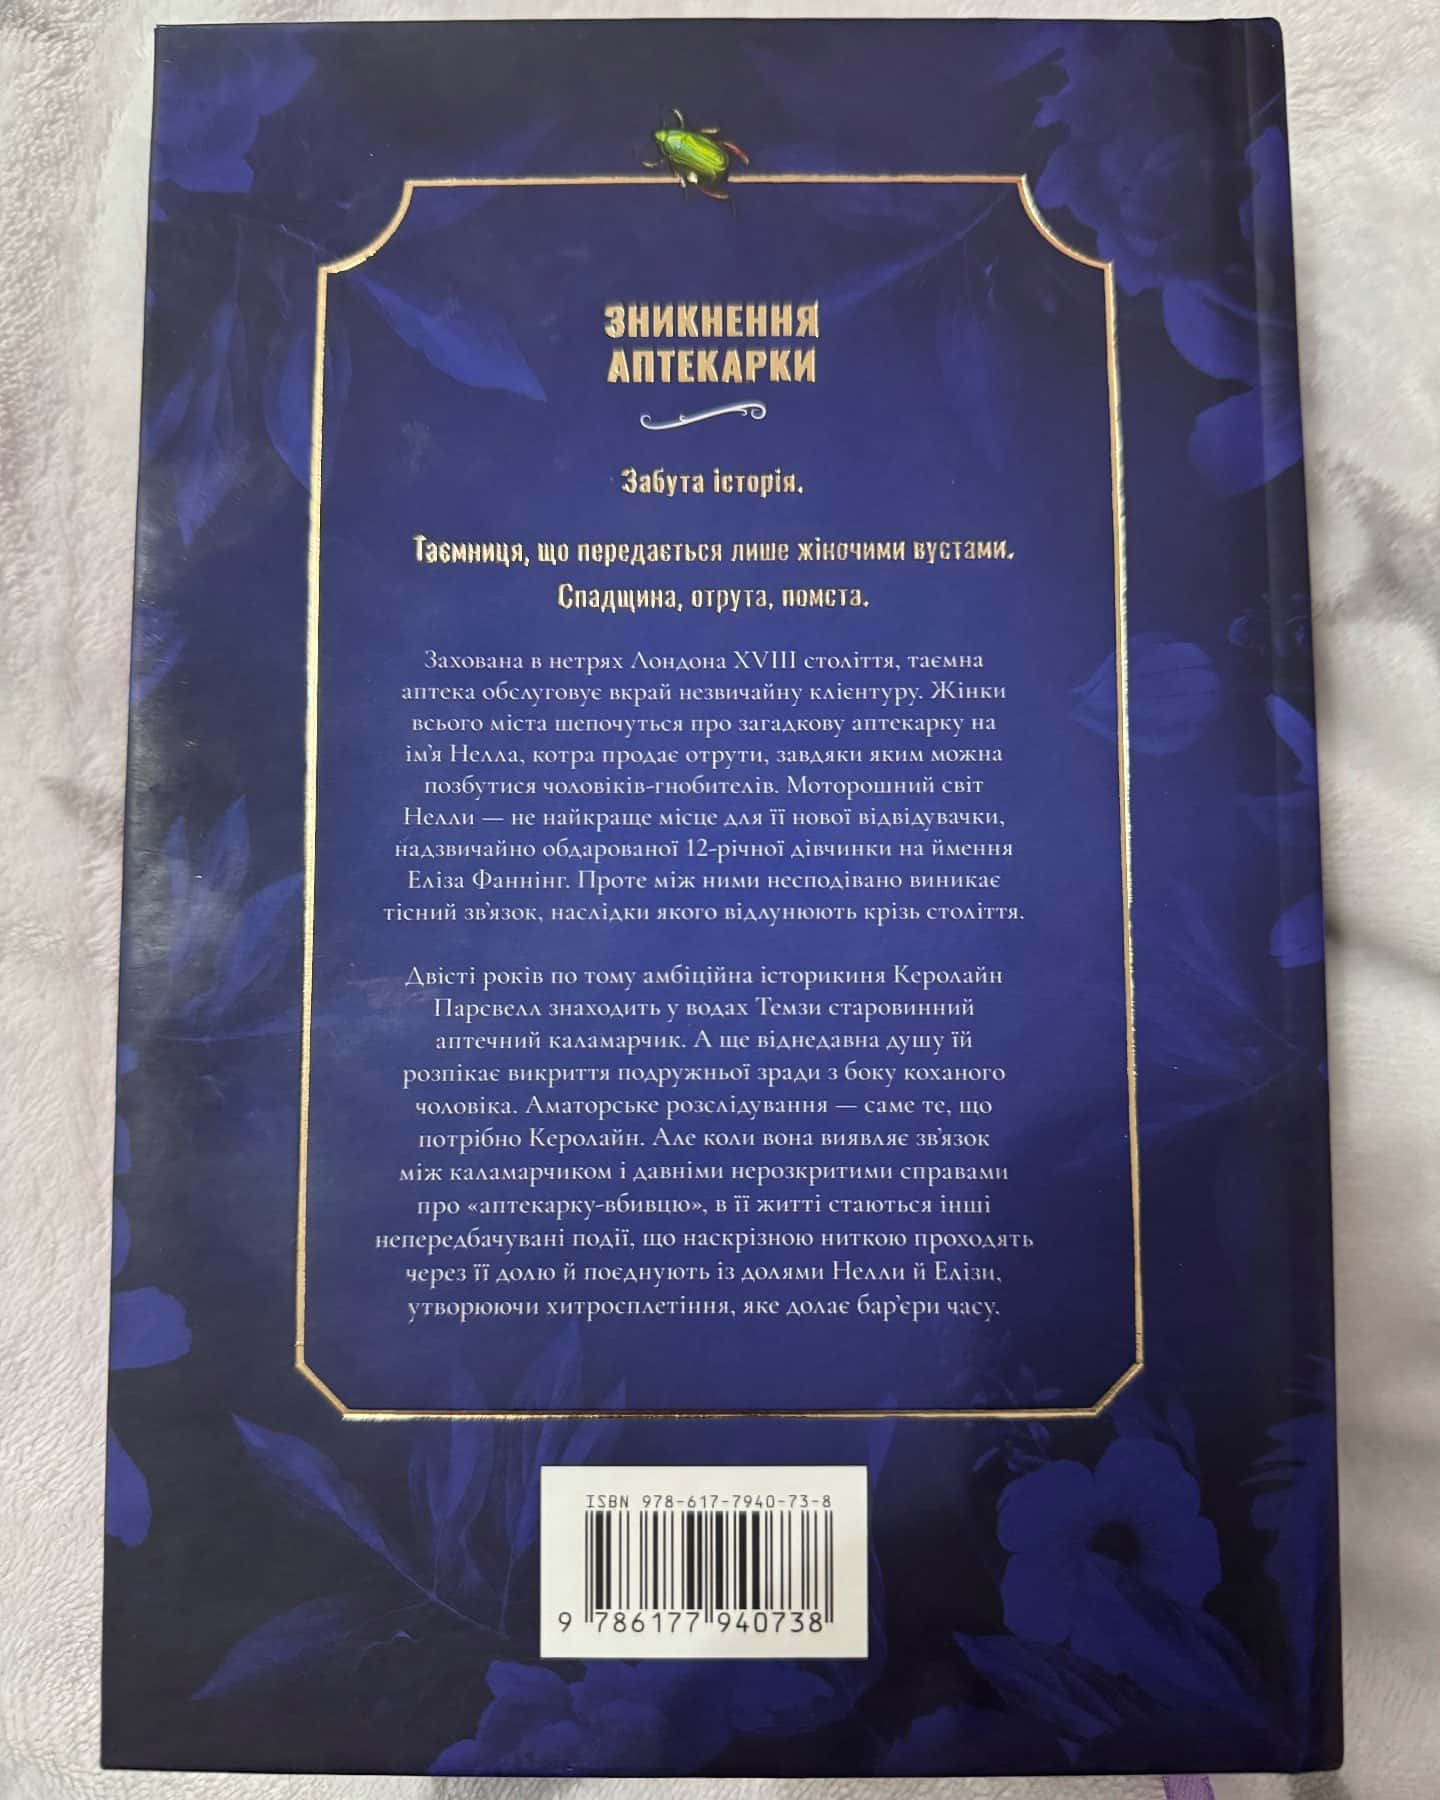 ЗНИКНЕННЯ
АПТЕКАРКИ
Забута історія.
Таємниця, що передається лише жіночими вустами.
Спадщина, отрута, помста.
Захована в нетрях Лондона XVIII століття, таємна
аптека обслуговує вкрай незвичайну клієнтуру. Жінки
всього міста шепочуться про загадкову аптекарку на
ім'я Нелла, котра продає отрути, завдяки яким можна
позбутися чоловіків-гнобителів. Моторошний світ
Нелли — не найкраще місце для її нової відвідувачки,
надзвичайно обдарованої 12-річної дівчинки на ймення
Еліза Фаннінг. Проте між ними несподівано виникає
тісний зв'язок, наслідки якого відлунюють крізь століття.
Двісті років по тому амбіційна історикиня Керолайн
Парсвелл знаходить у водах Темзи старовинний
аптечний каламарчик. А ще віднедавна душу їй
розпікає викриття подружньої зради з боку коханого
чоловіка. Аматорське розслідування — саме те, що
потрібно Керолайн. Але коли вона виявляє зв'язок
між каламарчиком і давніми нерозкритими справами
про «аптекарку-вбивцю», в її житті стаються інші
непередбачувані події, що наскрізною ниткою проходять
через її долю й поєднують із долями Нелли й Елізи,
утворюючи хитросплетіння, яке долає бар'єри часу.
ISBN 978-617-7940-73-8
9 786177 940738